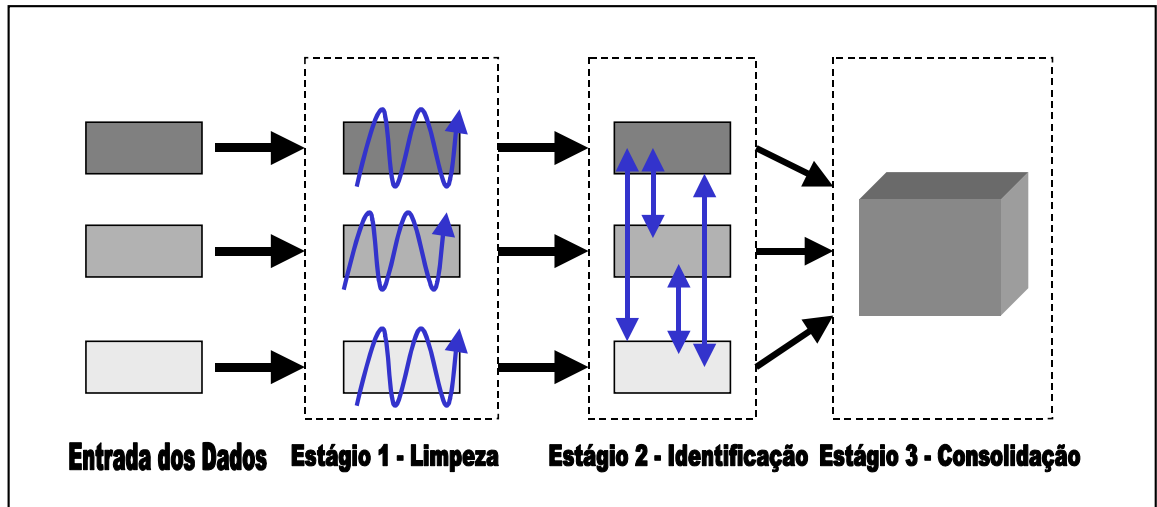 Entrada dos Dados
Estágio 1 - Limpeza
Estágio 2 - Identificação
Estágio 3 - Consolidação